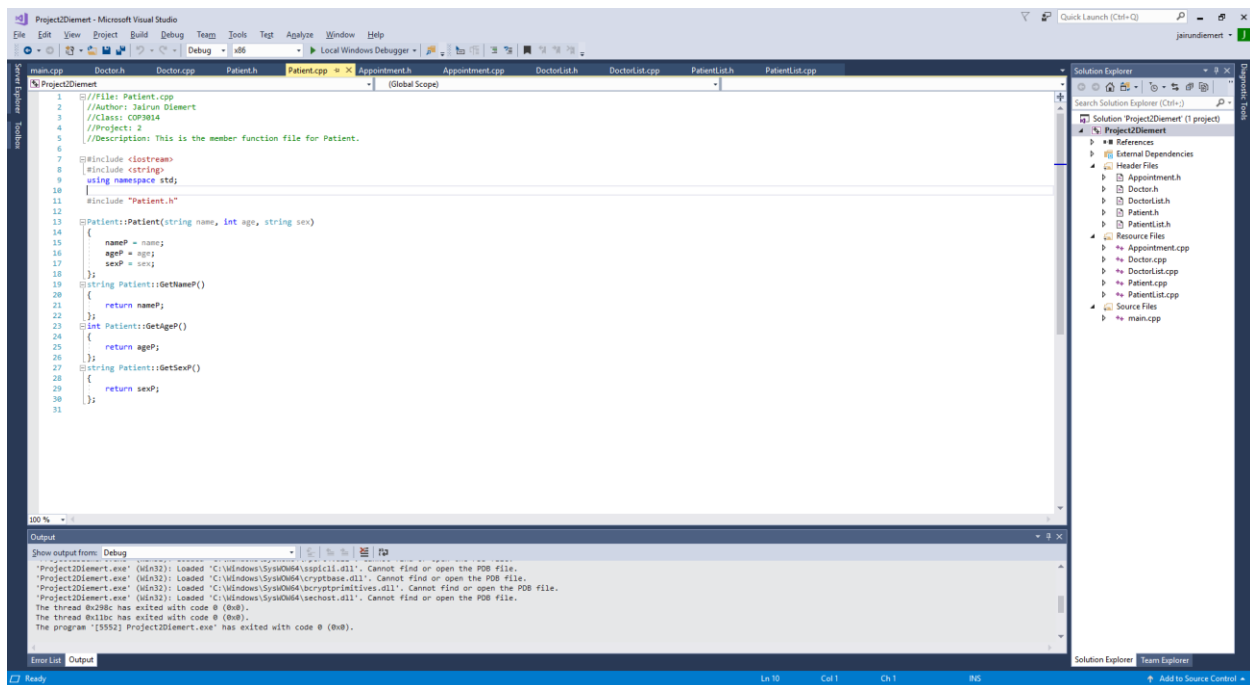 Project2Diemert - Microsoft Visual Studio
Quick Launch (Ctrl+Q)
File Edit View Project Build Debug Team Tools Test Analyze Window Help
jairundiemert J
Debug x86 Local Windows Debugger
Server Explorer
Toolbox
main.cpp Doctor.h Doctor.cpp Patient.h Patient.cpp Appointment.h Appointment.cpp DoctorList.h DoctorList.cpp PatientList.h PatientList.cpp
Project2Diemert (Global Scope)
1 //File: Patient.cpp
2 //Author: Jairun Diemert
3 //Class: COP3014
4 //Project: 2
5 //Description: This is the member function file for Patient.
6
7 #include <iostream>
8 #include <string>
9 using namespace std;
10
11 #include "Patient.h"
12
13 Patient::Patient(string name, int age, string sex)
14 {
15 nameP = name;
16 ageP = age;
17 sexP = sex;
18 };
19 string Patient::GetNameP()
20 {
21 return nameP;
22 };
23 int Patient::GetAgeP()
24 {
25 return ageP;
26 };
27 string Patient::GetSexP()
28 {
29 return sexP;
30 };
31
100 %
Output
Show output from: Debug
'Project2Diemert.exe' (Win32): Loaded 'C:\Windows\SysWOW64\sspicli.dll'. Cannot find or open the PDB file.
'Project2Diemert.exe' (Win32): Loaded 'C:\Windows\SysWOW64\cryptbase.dll'. Cannot find or open the PDB file.
'Project2Diemert.exe' (Win32): Loaded 'C:\Windows\SysWOW64\bcryptprimitives.dll'. Cannot find or open the PDB file.
'Project2Diemert.exe' (Win32): Loaded 'C:\Windows\SysWOW64\sechost.dll'. Cannot find or open the PDB file.
The thread 0x298c has exited with code 0 (0x0).
The thread 0x11bc has exited with code 0 (0x0).
The program '[5552] Project2Diemert.exe' has exited with code 0 (0x0).
Error List Output
Solution Explorer
Search Solution Explorer (Ctrl+;)
Solution 'Project2Diemert' (1 project)
Project2Diemert
References
External Dependencies
Header Files
Appointment.h
Doctor.h
DoctorList.h
Patient.h
PatientList.h
Resource Files
Appointment.cpp
Doctor.cpp
DoctorList.cpp
Patient.cpp
PatientList.cpp
Source Files
main.cpp
Solution Explorer Team Explorer
Diagnostic Tools
Ready Ln 10 Col 1 Ch 1 INS Add to Source Control